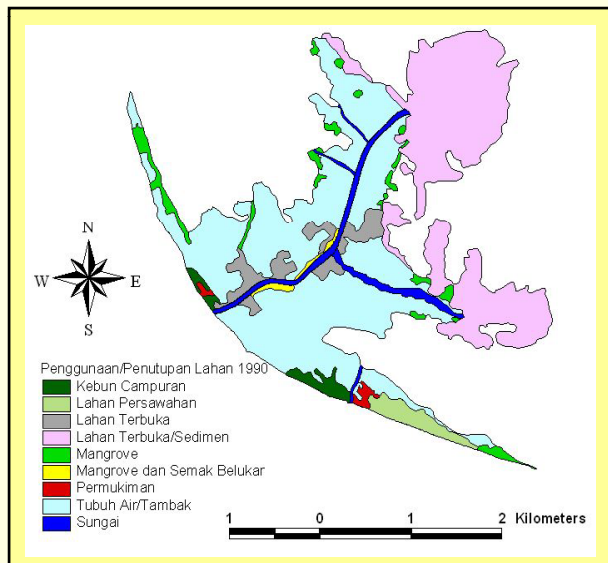 N
W E
S
Penggunaan/Penutupan Lahan 1990
Kebun Campuran
Lahan Persawahan
Lahan Terbuka
Lahan Terbuka/Sedimen
Mangrove
Mangrove dan Semak Belukar
Permukiman
Tubuh Air/Tambak
Sungai
1 0 1 2 Kilometers